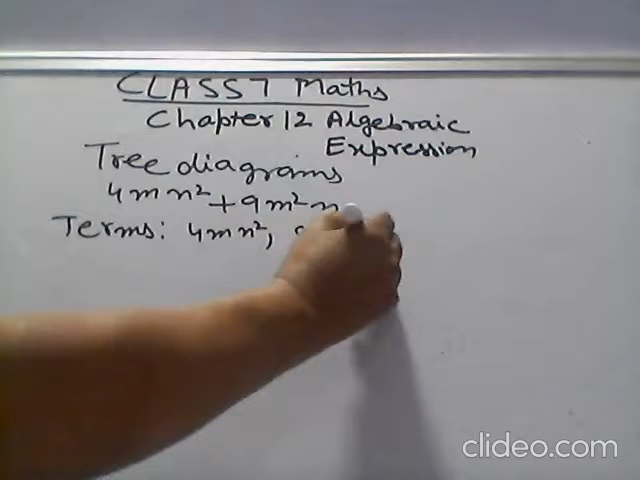 CLASS 7 Maths
Chapter 12 Algebraic
Expression
Tree diagrams
4mn² + 9m²n
Terms: 4mn²,
clideo.com